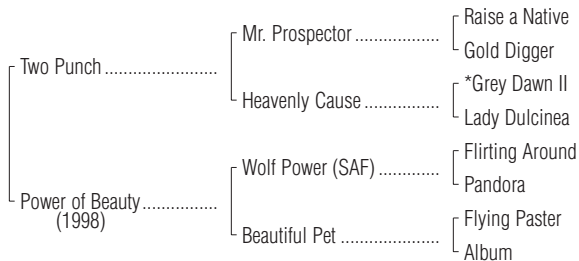 Raise a Native
Mr. Prospector ..................
Gold Digger
Two Punch ........................
*Grey Dawn II
Heavenly Cause ................
Lady Dulcinea
Flirting Around
Wolf Power (SAF) .............
Pandora
Power of Beauty................
(1998)
Flying Paster
Beautiful Pet .....................
Album